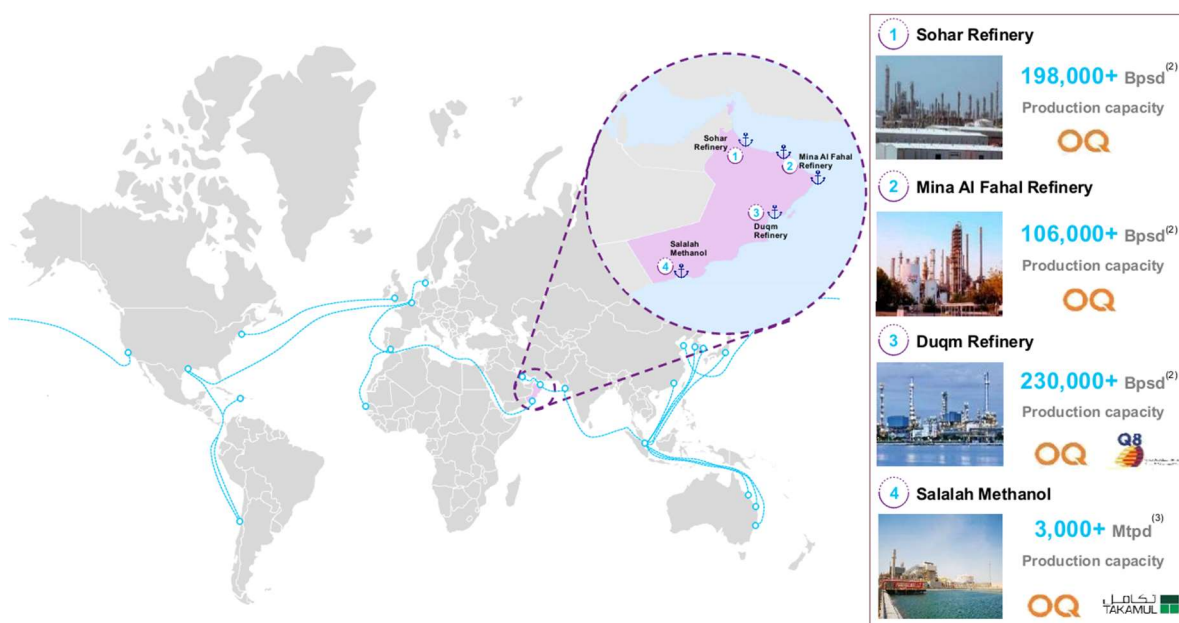 Sohar
Refinery
1
2
Mina Al Fahal
Refinery
3
Duqm
Refinery
Salalah
Methanol
4
1 Sohar Refinery
198,000+ Bpsd(2)
Production capacity
OQ
2 Mina Al Fahal Refinery
106,000+ Bpsd(2)
Production capacity
OQ
3 Duqm Refinery
230,000+ Bpsd(2)
Production capacity
OQ Q8
4 Salalah Methanol
3,000+ Mtpd(3)
Production capacity
OQ تكامل
TAKAMUL